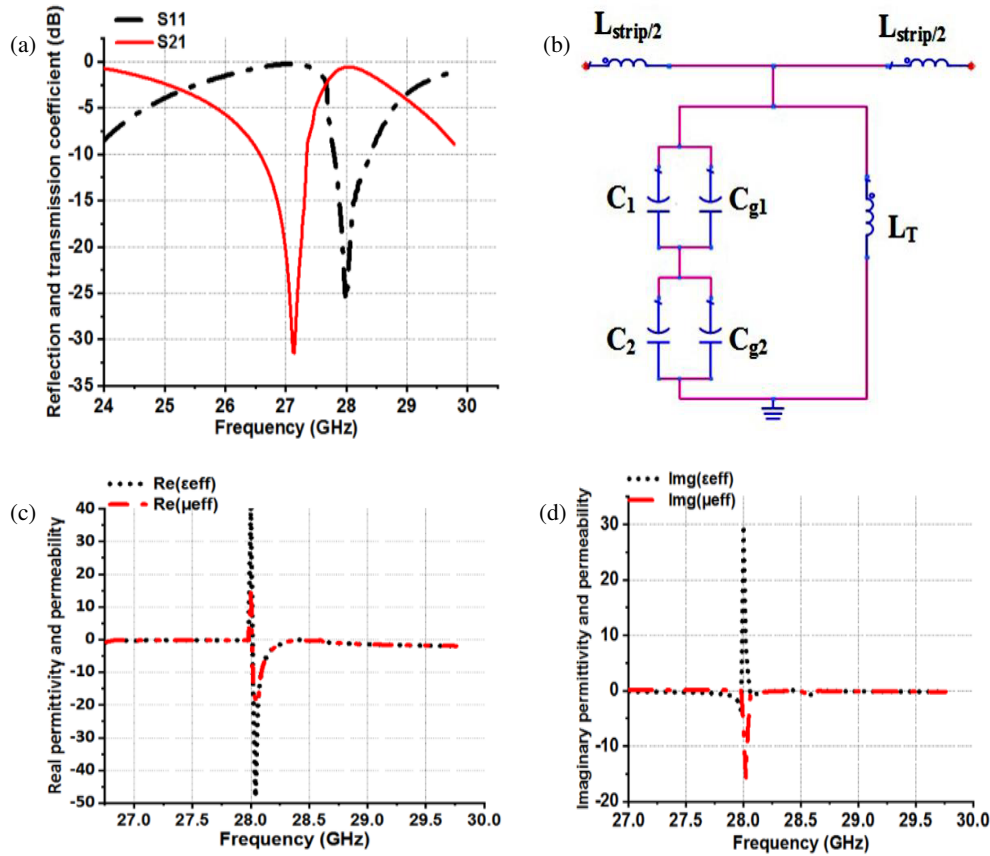 (a)
S11
S21
Reflection and transmission coefficient (dB)
5
0
-5
-10
-15
-20
-25
-30
-35
24 25 26 27 28 29 30
Frequency (GHz)
(b)
Lstrip/2
Lstrip/2
C1
Cg1
LT
C2
Cg2
(c)
Re(εeff)
Re(μeff)
Real permittivity and permeability
40
30
20
10
0
-10
-20
-30
-40
-50
27.0 27.5 28.0 28.5 29.0 29.5 30.0
Frequency (GHz)
(d)
Img(εeff)
Img(μeff)
Imaginary permittivity and permeability
30
20
10
0
-10
-20
27.0 27.5 28.0 28.5 29.0 29.5 30.0
Frequency (GHz)